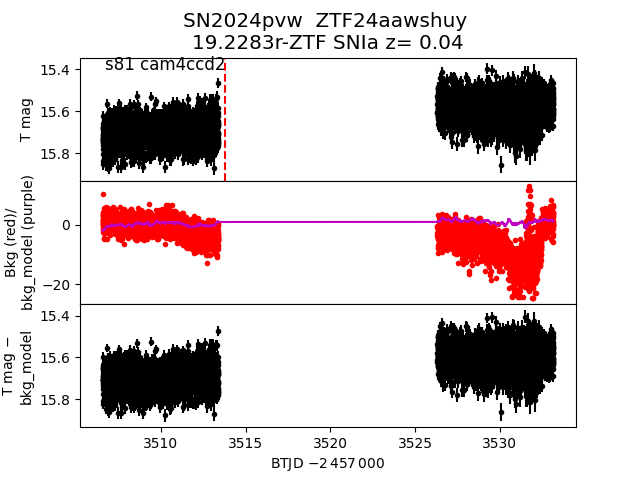 SN2024pvw  ZTF24aawshuy
19.2283r-ZTF SNIa z= 0.04
s81 cam4ccd2
T mag
15.4
15.6
15.8
Bkg (red)/
bkg_model (purple)
0
−20
T mag −
bkg_model
15.4
15.6
15.8
3510
3515
3520
3525
3530
BTJD −2 457 000